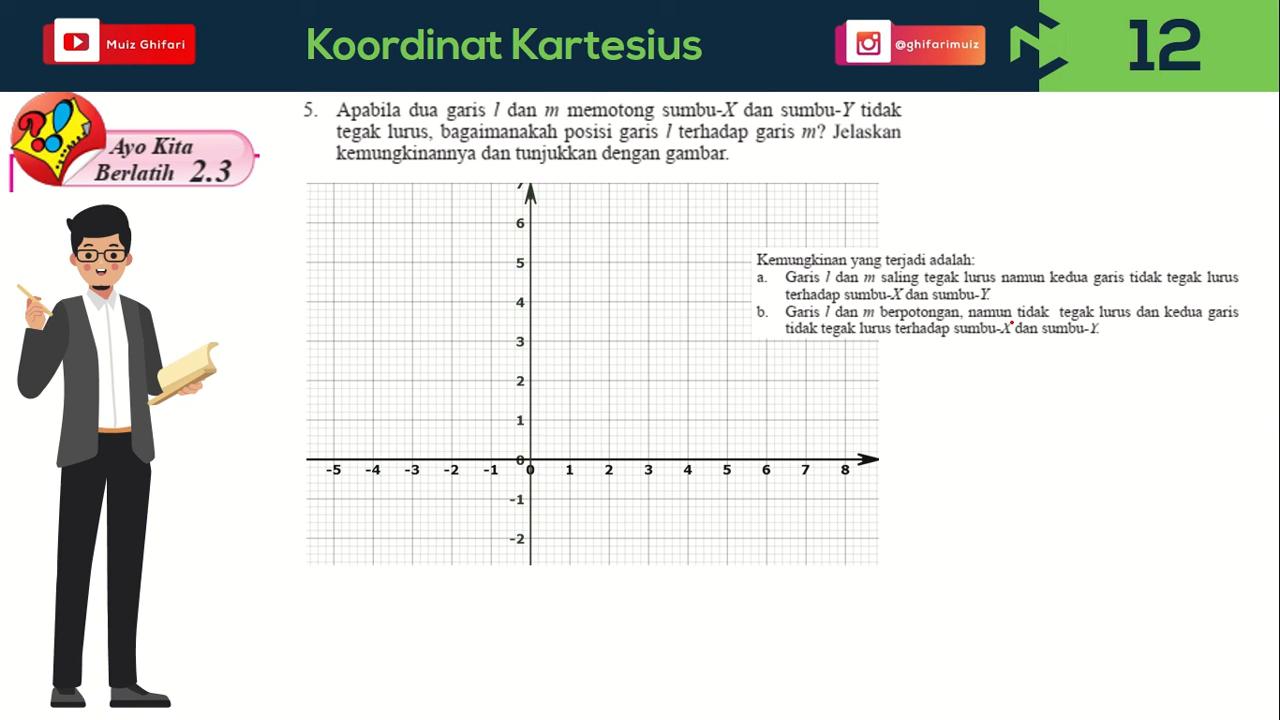 Muiz Ghifari
Koordinat Kartesius
@ghifarimuiz
12
Ayo Kita
Berlatih 2.3
5. Apabila dua garis l dan m memotong sumbu-X dan sumbu-Y tidak
tegak lurus, bagaimanakah posisi garis l terhadap garis m? Jelaskan
kemungkinannya dan tunjukkan dengan gambar.
6
5
4
3
2
1
0
-5 -4 -3 -2 -1 0 1 2 3 4 5 6 7 8
-1
-2
Kemungkinan yang terjadi adalah:
a. Garis l dan m saling tegak lurus namun kedua garis tidak tegak lurus
terhadap sumbu-X dan sumbu-Y.
b. Garis l dan m berpotongan, namun tidak tegak lurus dan kedua garis
tidak tegak lurus terhadap sumbu-X dan sumbu-Y.